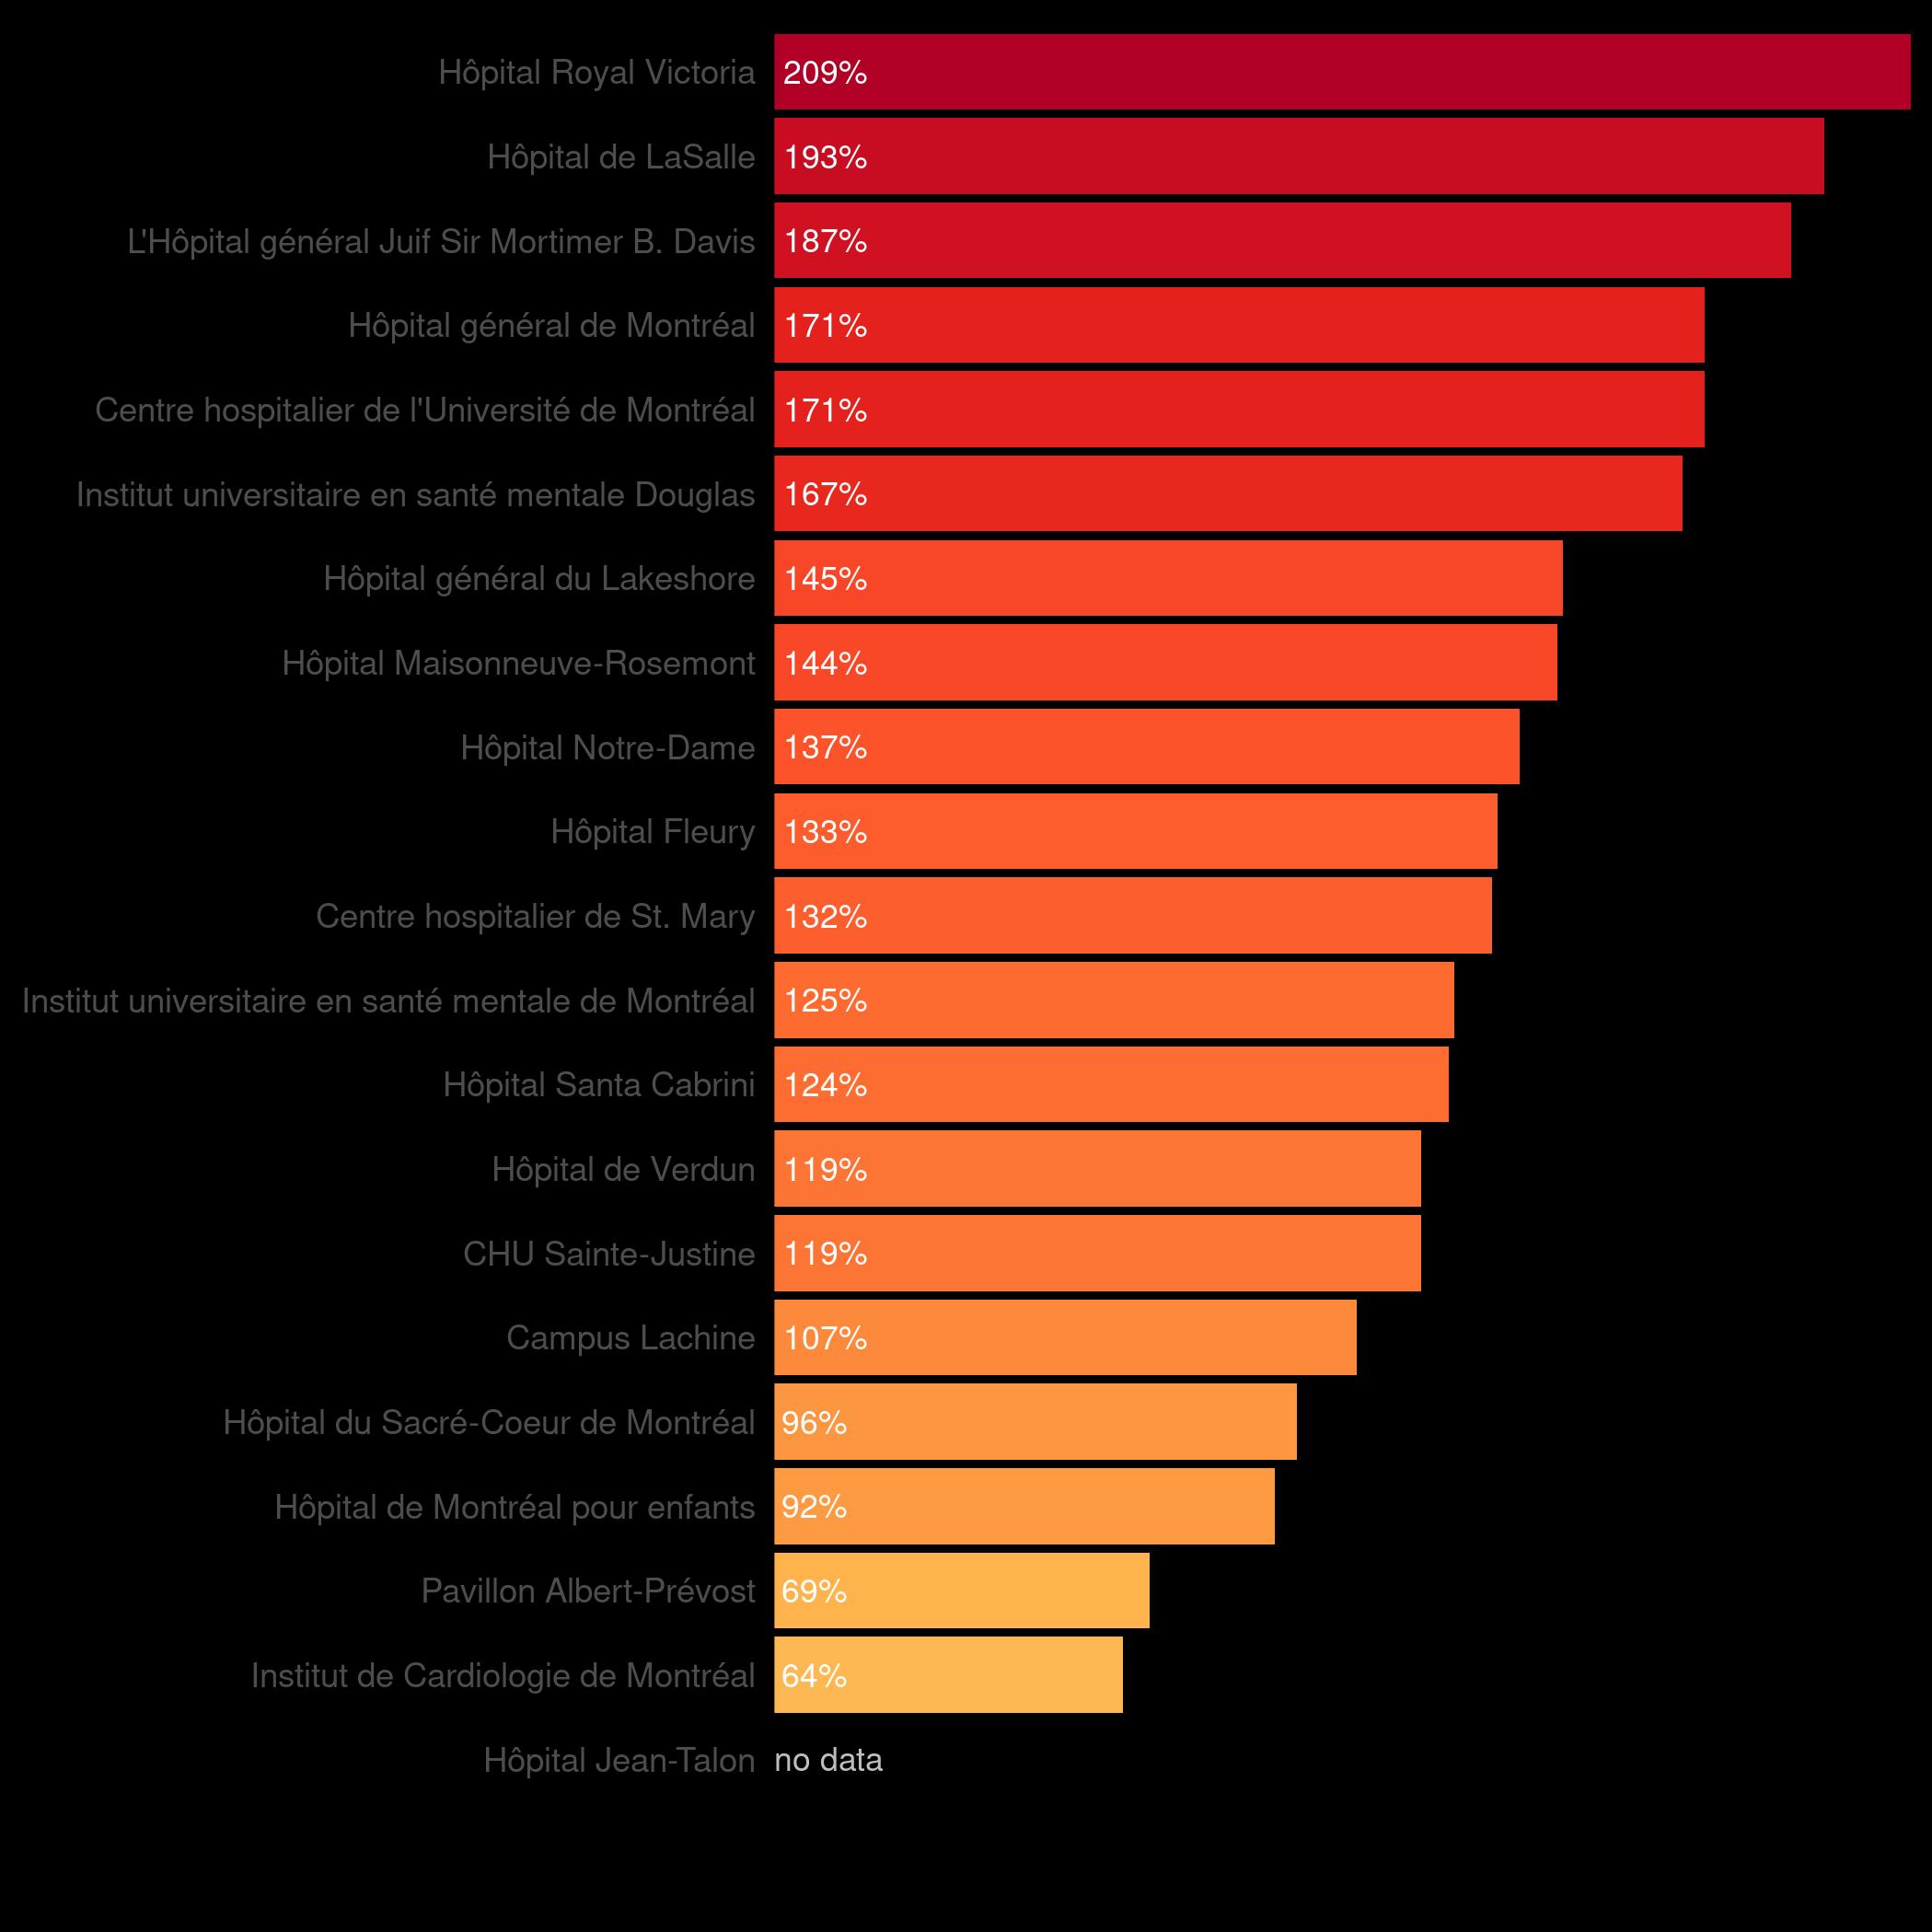 Hôpital Royal Victoria 209%
Hôpital de LaSalle 193%
L'Hôpital général Juif Sir Mortimer B. Davis 187%
Hôpital général de Montréal 171%
Centre hospitalier de l'Université de Montréal 171%
Institut universitaire en santé mentale Douglas 167%
Hôpital général du Lakeshore 145%
Hôpital Maisonneuve-Rosemont 144%
Hôpital Notre-Dame 137%
Hôpital Fleury 133%
Centre hospitalier de St. Mary 132%
Institut universitaire en santé mentale de Montréal 125%
Hôpital Santa Cabrini 124%
Hôpital de Verdun 119%
CHU Sainte-Justine 119%
Campus Lachine 107%
Hôpital du Sacré-Coeur de Montréal 96%
Hôpital de Montréal pour enfants 92%
Pavillon Albert-Prévost 69%
Institut de Cardiologie de Montréal 64%
Hôpital Jean-Talon no data